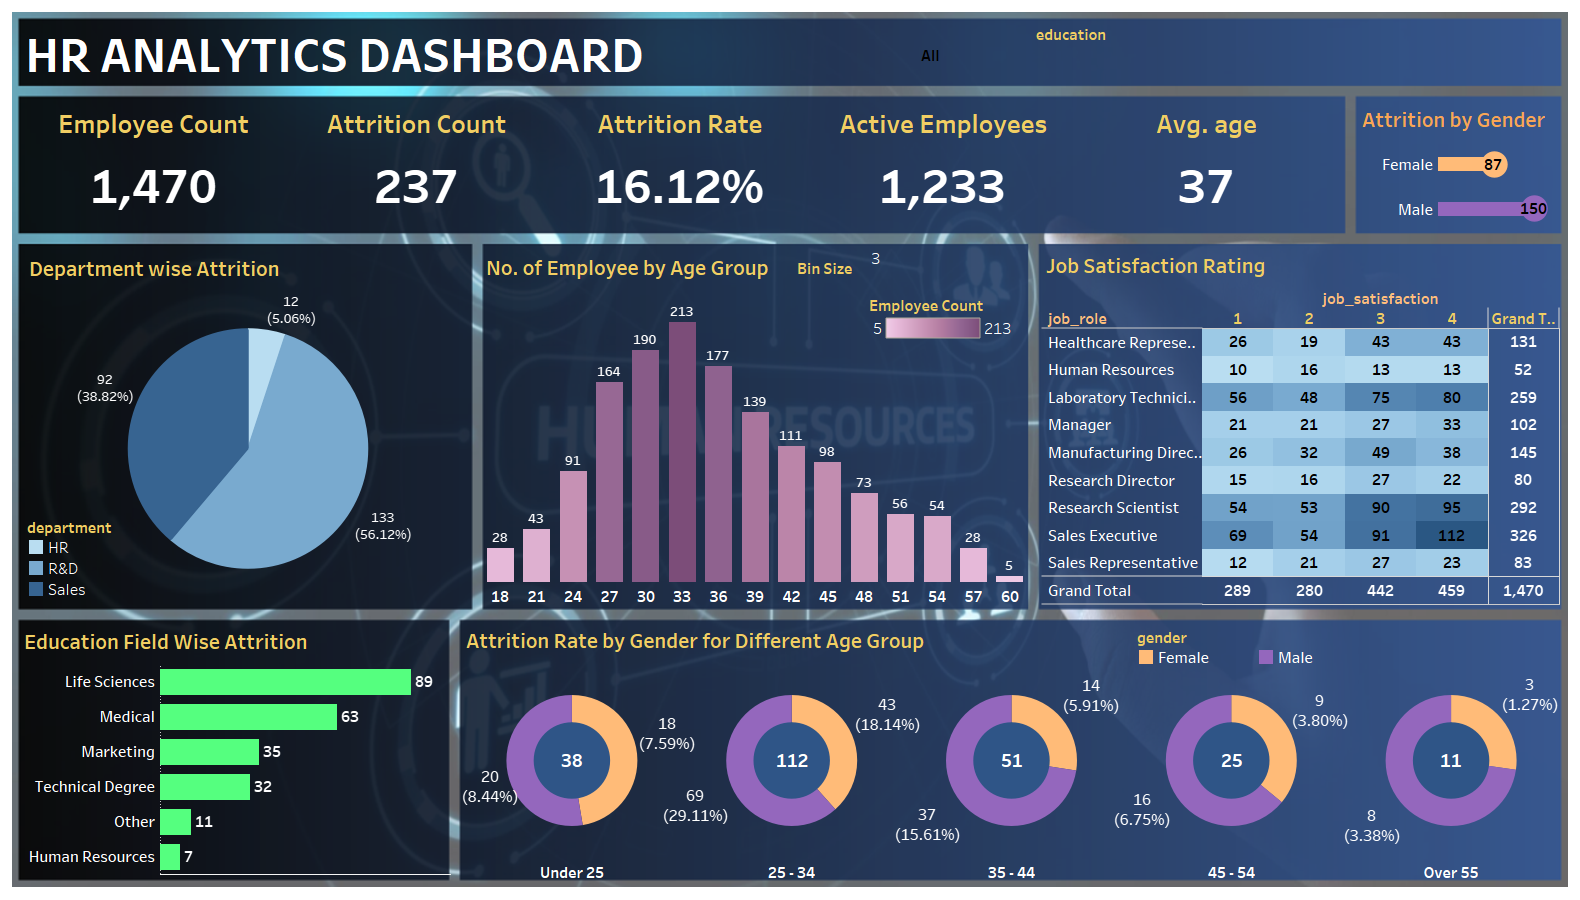 HR ANALYTICS DASHBOARD
education
All
Employee Count
Attrition Count
Attrition Rate
Active Employees
Avg. age
1,470
237
16.12%
1,233
37
Attrition by Gender
Female 87
Male 150
Department wise Attrition
12
(5.06%)
92
(38.82%)
133
(56.12%)
department
HR
R&D
Sales
No. of Employee by Age Group
Bin Size
3
Employee Count
5 213
28 43 91 164 190 213 177 139 111 98 73 56 54 28 5
18 21 24 27 30 33 36 39 42 45 48 51 54 57 60
HUMAN RESOURCES
Job Satisfaction Rating
job_satisfaction
job_role 1 2 3 4 Grand T..
Healthcare Represe.. 26 19 43 43 131
Human Resources 10 16 13 13 52
Laboratory Technici.. 56 48 75 80 259
Manager 21 21 27 33 102
Manufacturing Direc.. 26 32 49 38 145
Research Director 15 16 27 22 80
Research Scientist 54 53 90 95 292
Sales Executive 69 54 91 112 326
Sales Representative 12 21 27 23 83
Grand Total 289 280 442 459 1,470
Education Field Wise Attrition
Life Sciences 89
Medical 63
Marketing 35
Technical Degree 32
Other 11
Human Resources 7
Attrition Rate by Gender for Different Age Group
gender
Female
Male
38
18
(7.59%)
20
(8.44%)
Under 25
112
43
(18.14%)
69
(29.11%)
25 - 34
51
14
(5.91%)
37
(15.61%)
35 - 44
25
9
(3.80%)
16
(6.75%)
45 - 54
11
3
(1.27%)
8
(3.38%)
Over 55